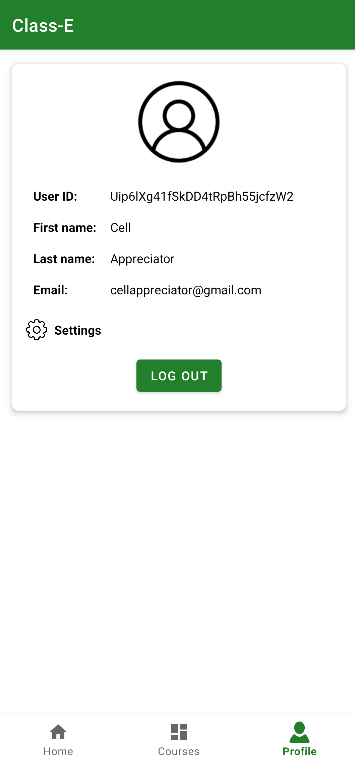 Class-E
User ID: Uip6lXg41fSkDD4tRpBh55jcfzW2
First name: Cell
Last name: Appreciator
Email: cellappreciator@gmail.com
Settings
LOG OUT
Home Courses Profile